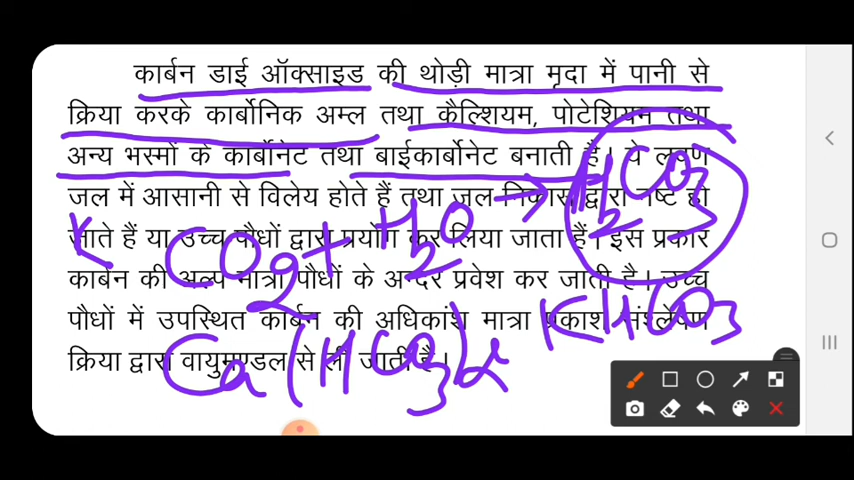 कार्बन डाई ऑक्साइड की थोड़ी मात्रा मृदा में पानी से
क्रिया करके कार्बोनिक अम्ल तथा कैल्शियम, पोटेशियम तथा
अन्य भस्मों के कार्बोनेट तथा बाईकार्बोनेट बनाती है। ये लवण
जल में आसानी से विलेय होते हैं तथा जल निकास द्वारा नष्ट हो
जाते हैं या उच्च पौधों द्वारा प्रयोग कर लिया जाता है। इस प्रकार
कार्बन की अल्प मात्रा पौधों के अन्दर प्रवेश कर जाती है। उच्च
पौधों में उपस्थित कार्बन की अधिकांश मात्रा प्रकाश संश्लेषण
क्रिया द्वारा वायुमण्डल से ली जाती है।
K CO2 + H2O → H2CO3
KHCO3
Ca(HCO3)2